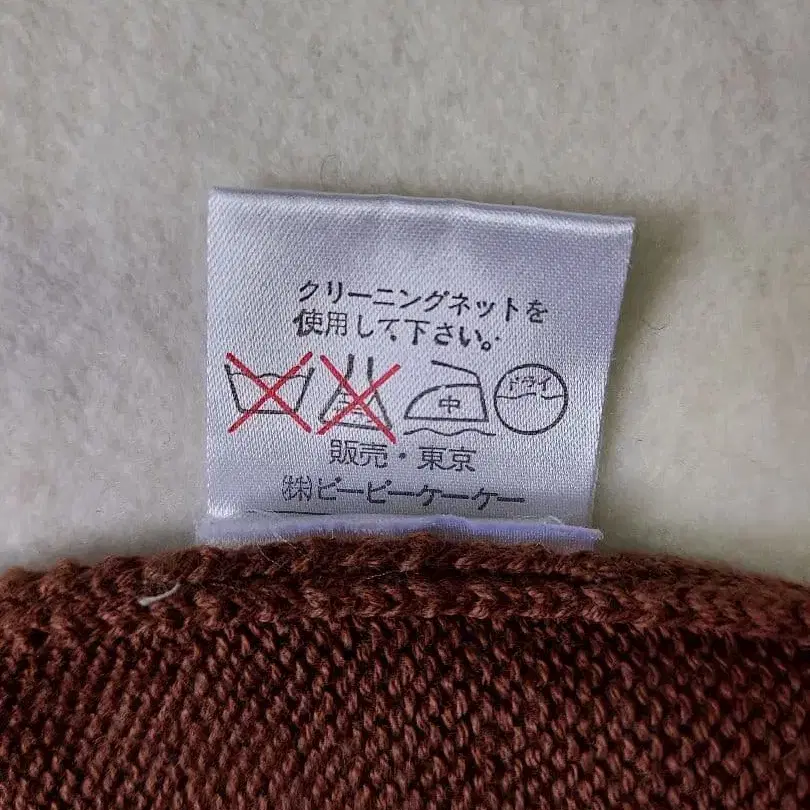 クリーニングネットを
使用して下さい。
中 ドライ
販売・東京
㈱ビーピーケーケー